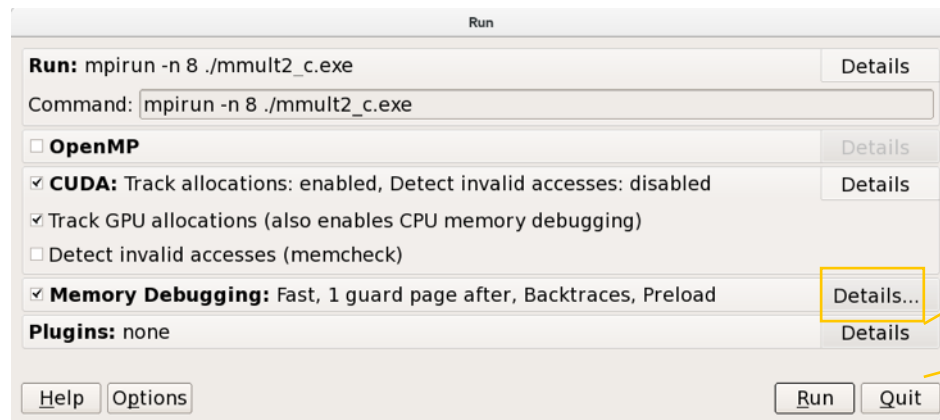 Run
Run: mpirun -n 8 ./mmult2_c.exe Details
Command: mpirun -n 8 ./mmult2_c.exe
OpenMP Details
CUDA: Track allocations: enabled, Detect invalid accesses: disabled Details
Track GPU allocations (also enables CPU memory debugging)
Detect invalid accesses (memcheck)
Memory Debugging: Fast, 1 guard page after, Backtraces, Preload Details...
Plugins: none Details
Help Options Run Quit